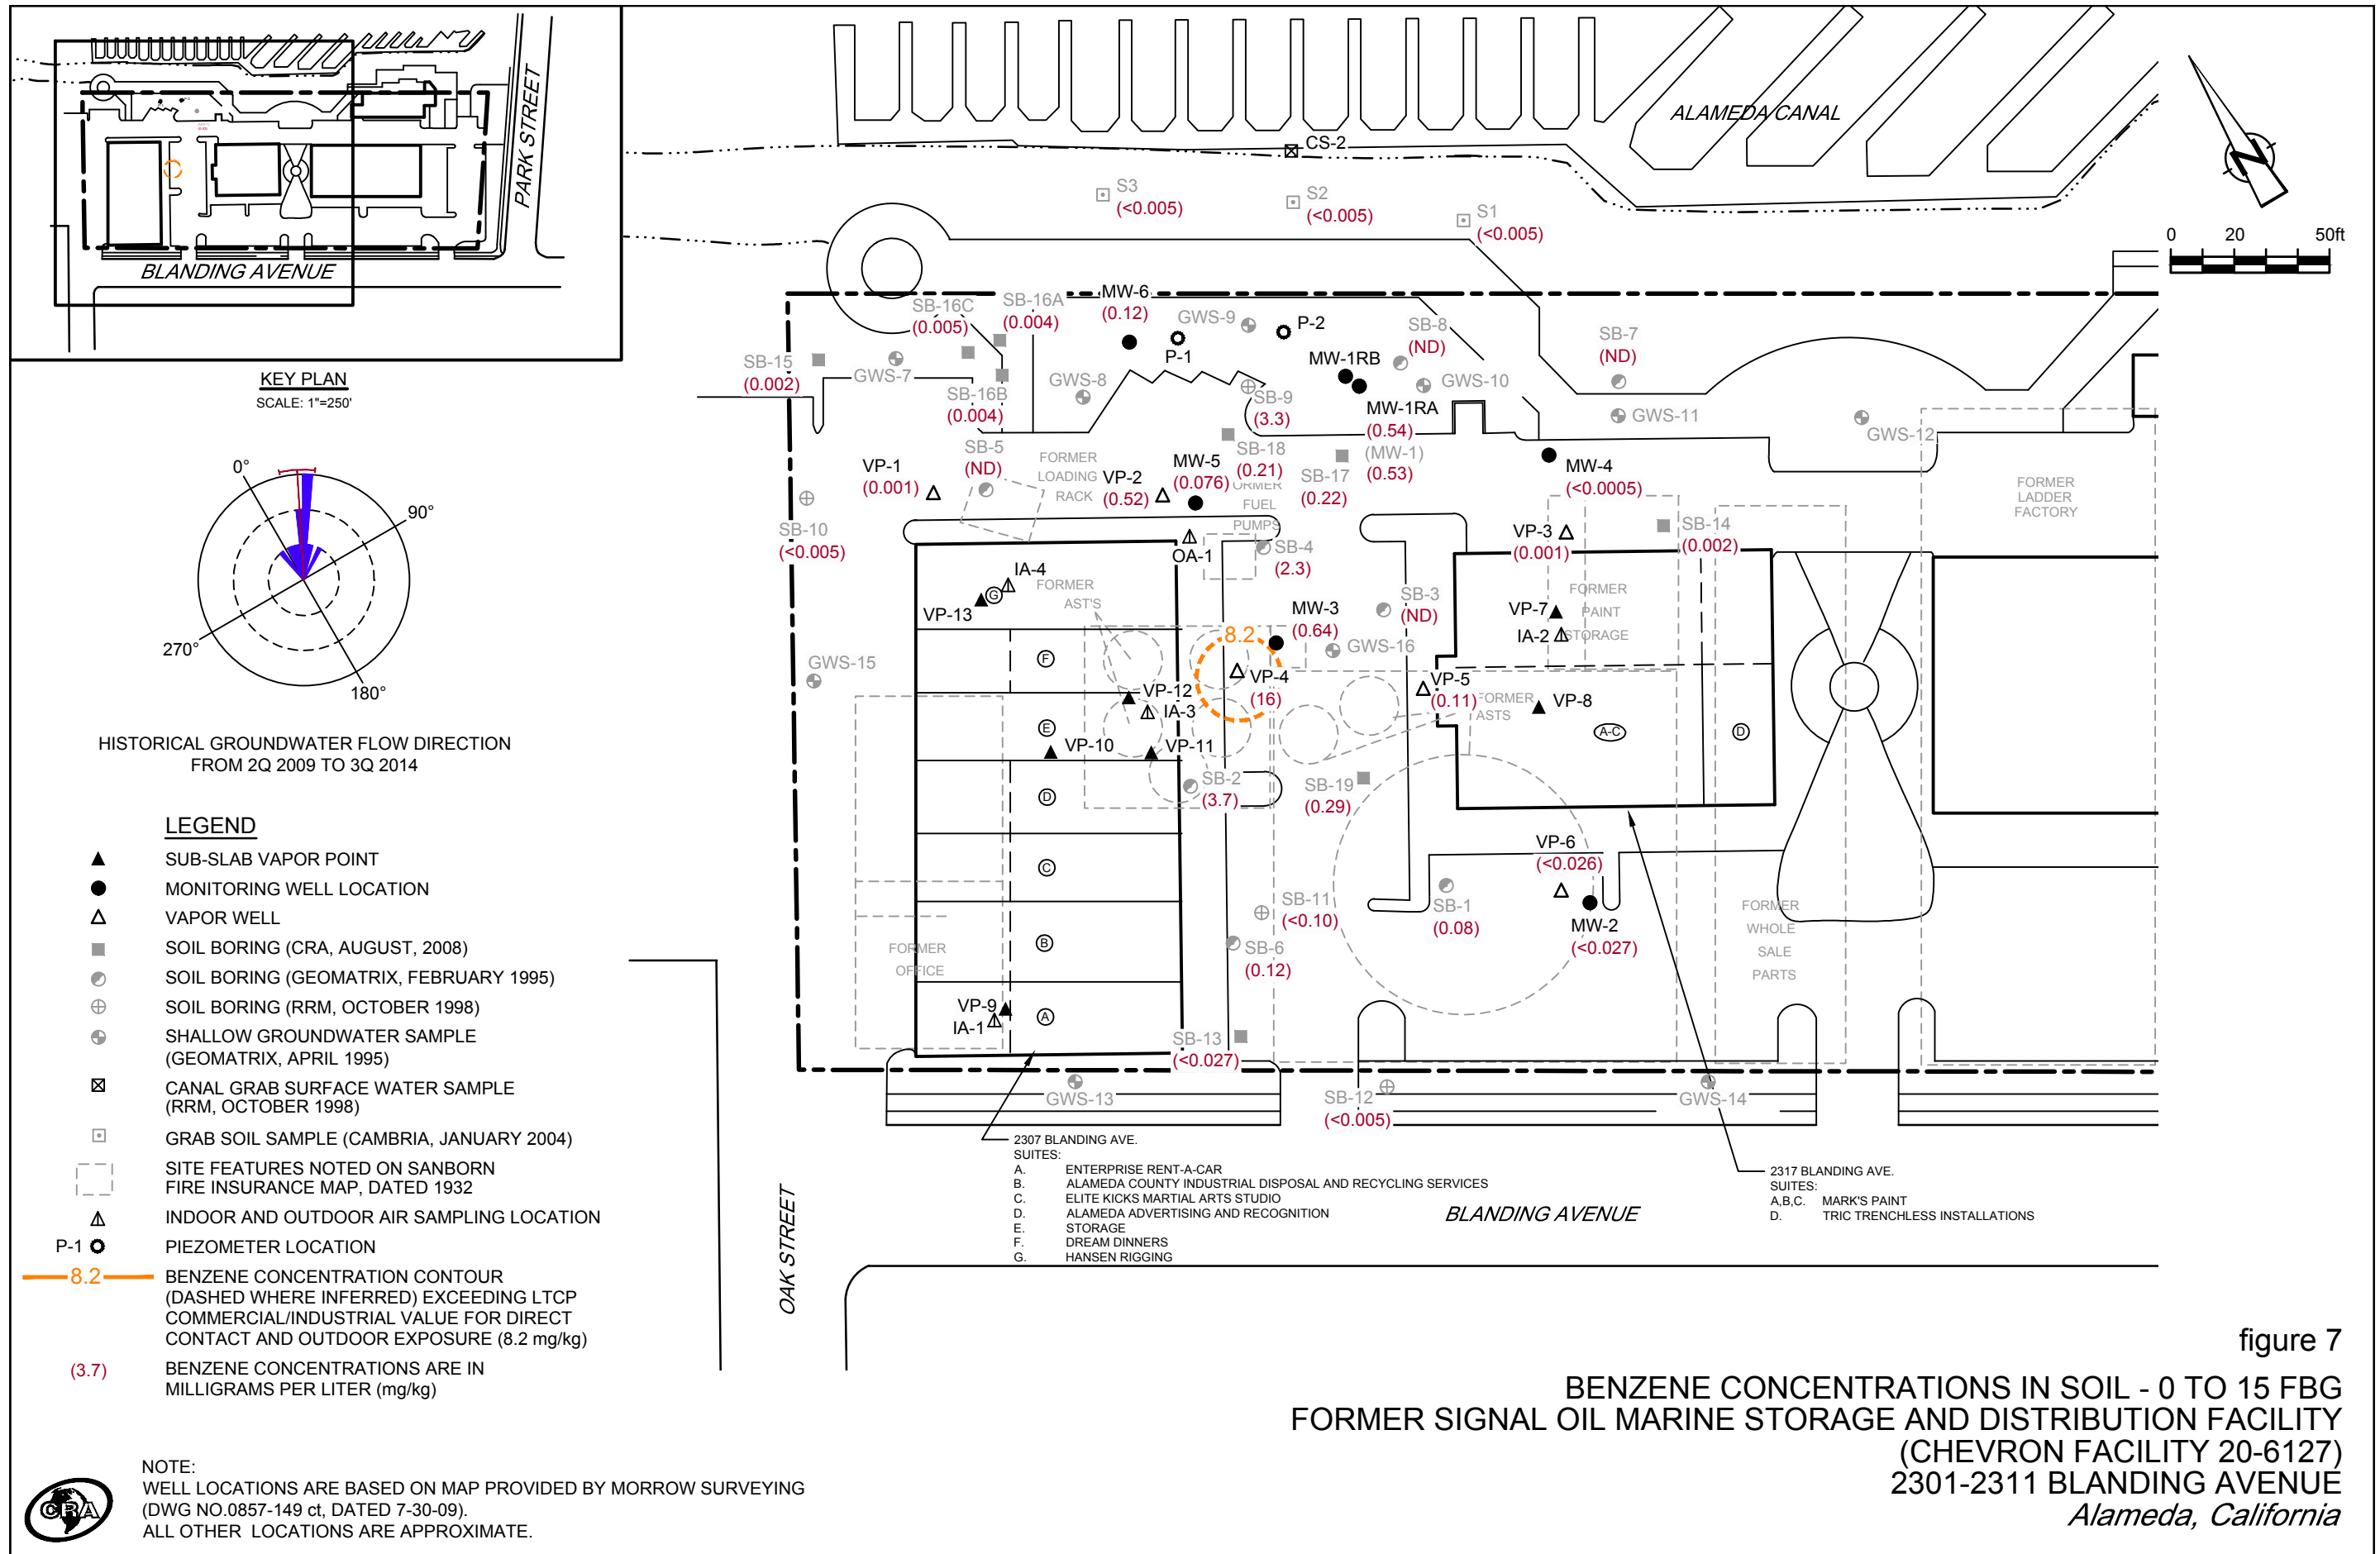 PARK STREET
BLANDING AVENUE
KEY PLAN
SCALE: 1"=250'
0°
90°
270°
180°
HISTORICAL GROUNDWATER FLOW DIRECTION
FROM 2Q 2009 TO 3Q 2014
LEGEND
SUB-SLAB VAPOR POINT
MONITORING WELL LOCATION
VAPOR WELL
SOIL BORING (CRA, AUGUST, 2008)
SOIL BORING (GEOMATRIX, FEBRUARY 1995)
SOIL BORING (RRM, OCTOBER 1998)
SHALLOW GROUNDWATER SAMPLE
(GEOMATRIX, APRIL 1995)
CANAL GRAB SURFACE WATER SAMPLE
(RRM, OCTOBER 1998)
GRAB SOIL SAMPLE (CAMBRIA, JANUARY 2004)
SITE FEATURES NOTED ON SANBORN
FIRE INSURANCE MAP, DATED 1932
INDOOR AND OUTDOOR AIR SAMPLING LOCATION
P-1 PIEZOMETER LOCATION
8.2 BENZENE CONCENTRATION CONTOUR
(DASHED WHERE INFERRED) EXCEEDING LTCP
COMMERCIAL/INDUSTRIAL VALUE FOR DIRECT
CONTACT AND OUTDOOR EXPOSURE (8.2 mg/kg)
(3.7) BENZENE CONCENTRATIONS ARE IN
MILLIGRAMS PER LITER (mg/kg)
CRA
NOTE:
WELL LOCATIONS ARE BASED ON MAP PROVIDED BY MORROW SURVEYING
(DWG NO.0857-149 ct, DATED 7-30-09).
ALL OTHER LOCATIONS ARE APPROXIMATE.
ALAMEDA CANAL
CS-2
N
0 20 50ft
S3
(<0.005)
S2
(<0.005)
S1
(<0.005)
SB-16C
(0.005)
SB-16A
(0.004)
MW-6
(0.12)
GWS-9
P-2
P-1
SB-8
(ND)
SB-7
(ND)
SB-15
(0.002)
GWS-7
SB-16B
(0.004)
GWS-8
MW-1RB
GWS-10
SB-9
(3.3)
MW-1RA
(0.54)
(MW-1)
(0.53)
GWS-11
GWS-12
SB-5
(ND)
VP-1
(0.001)
FORMER
LOADING
RACK
VP-2
(0.52)
MW-5
(0.076)
SB-18
(0.21)
SB-17
(0.22)
FUEL
PUMPS
MW-4
(<0.0005)
FORMER
LADDER
FACTORY
SB-10
(<0.005)
OA-1
SB-4
(2.3)
VP-3
(0.001)
SB-14
(0.002)
IA-4
G
VP-13
FORMER
AST'S
MW-3
(0.64)
SB-3
(ND)
VP-7
IA-2
FORMER
PAINT
STORAGE
8.2
GWS-16
GWS-15
F
VP-4
(16)
VP-5
(0.11)
FORMER
ASTS
VP-8
VP-12
IA-3
E
VP-10
VP-11
A-C
D
SB-2
(3.7)
SB-19
(0.29)
D
C
VP-6
(<0.026)
SB-11
(<0.10)
SB-1
(0.08)
MW-2
(<0.027)
FORMER
WHOLE
SALE
PARTS
FORMER
OFFICE
B
SB-6
(0.12)
VP-9
IA-1
A
SB-13
(<0.027)
GWS-13
SB-12
(<0.005)
GWS-14
2307 BLANDING AVE.
SUITES:
A. ENTERPRISE RENT-A-CAR
B. ALAMEDA COUNTY INDUSTRIAL DISPOSAL AND RECYCLING SERVICES
C. ELITE KICKS MARTIAL ARTS STUDIO
D. ALAMEDA ADVERTISING AND RECOGNITION
E. STORAGE
F. DREAM DINNERS
G. HANSEN RIGGING
2317 BLANDING AVE.
SUITES:
A,B,C. MARK'S PAINT
D. TRIC TRENCHLESS INSTALLATIONS
OAK STREET
BLANDING AVENUE
figure 7
BENZENE CONCENTRATIONS IN SOIL - 0 TO 15 FBG
FORMER SIGNAL OIL MARINE STORAGE AND DISTRIBUTION FACILITY
(CHEVRON FACILITY 20-6127)
2301-2311 BLANDING AVENUE
Alameda, California